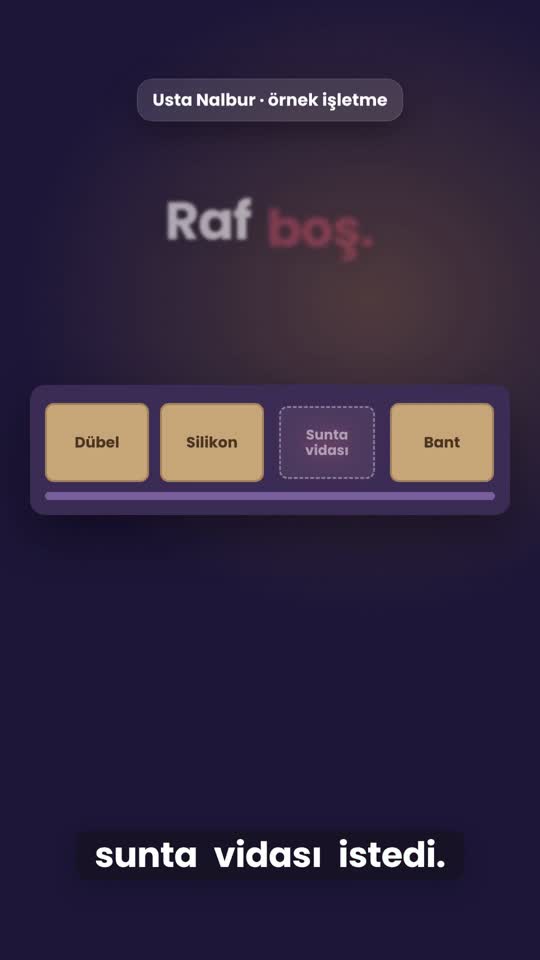 Usta Nalbur · örnek işletme
Raf boş.
Dübel
Silikon
Sunta
vidası
Bant
sunta vidası istedi.